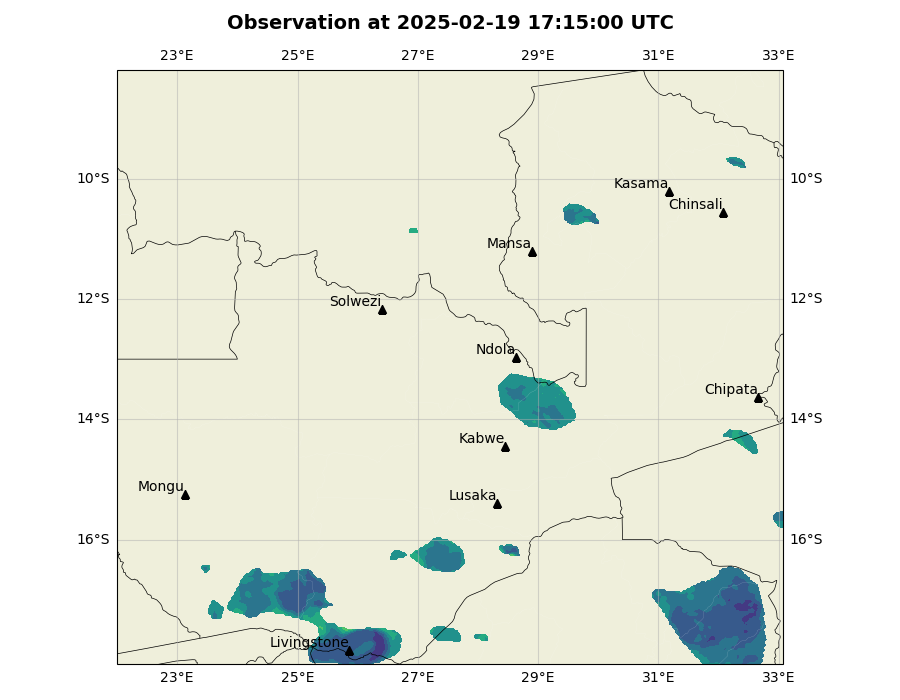 Observation at 2025-02-19 17:15:00 UTC
23°E 25°E 27°E 29°E 31°E 33°E
10°S 10°S
Kasama
Chinsali
Mansa
12°S 12°S
Solwezi
Ndola
Chipata
14°S 14°S
Kabwe
Mongu
Lusaka
16°S 16°S
Livingstone
23°E 25°E 27°E 29°E 31°E 33°E